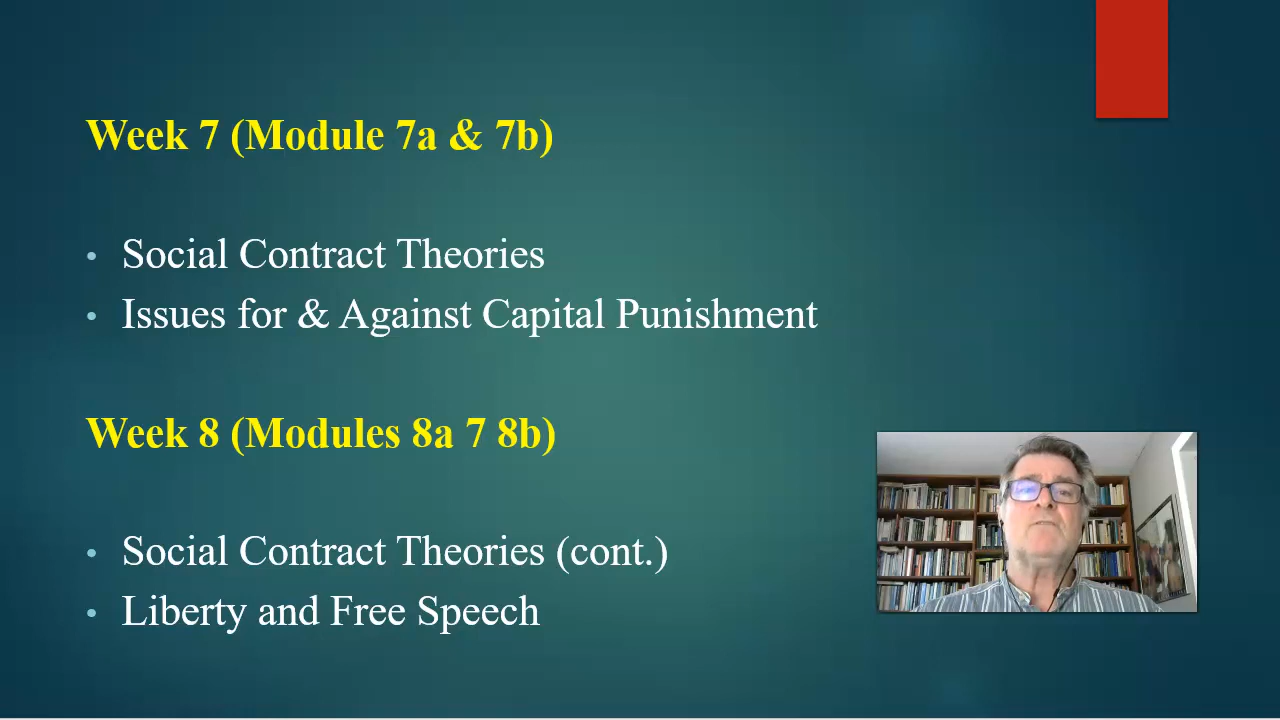 Week 7 (Module 7a & 7b)
• Social Contract Theories
• Issues for & Against Capital Punishment
Week 8 (Modules 8a 7 8b)
• Social Contract Theories (cont.)
• Liberty and Free Speech